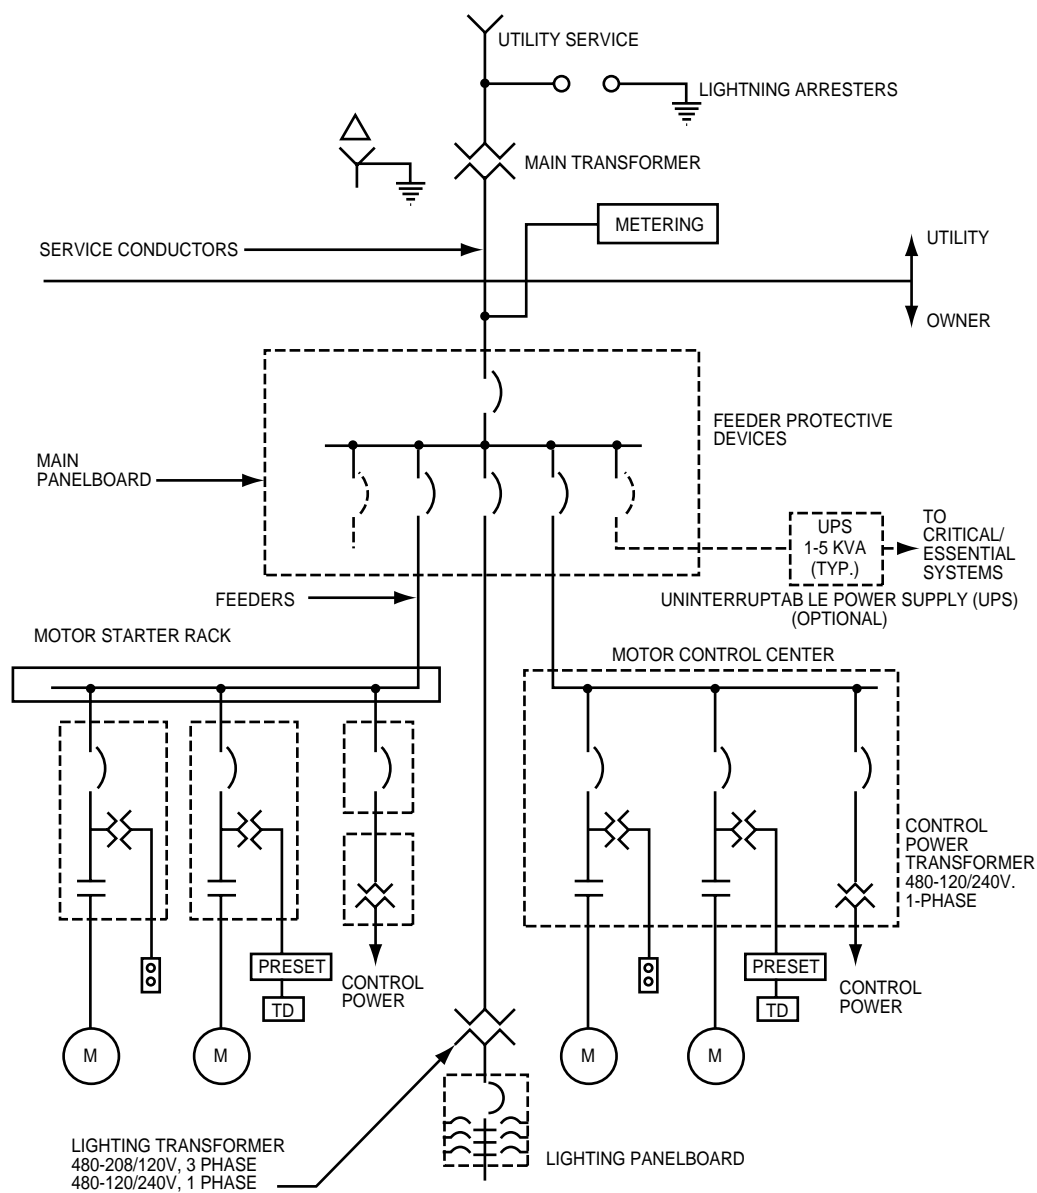 UTILITY SERVICE
LIGHTNING ARRESTERS
MAIN TRANSFORMER
METERING
SERVICE CONDUCTORS
UTILITY
OWNER
FEEDER PROTECTIVE
DEVICES
MAIN
PANELBOARD
UPS
1-5 KVA
(TYP.)
TO
CRITICAL/
ESSENTIAL
SYSTEMS
FEEDERS
UNINTERRUPTAB LE POWER SUPPLY (UPS)
(OPTIONAL)
MOTOR STARTER RACK
MOTOR CONTROL CENTER
CONTROL
POWER
TRANSFORMER
480-120/240V.
1-PHASE
PRESET
TD
CONTROL
POWER
PRESET
TD
CONTROL
POWER
M
M
M
M
LIGHTING TRANSFORMER
480-208/120V, 3 PHASE
480-120/240V, 1 PHASE
LIGHTING PANELBOARD